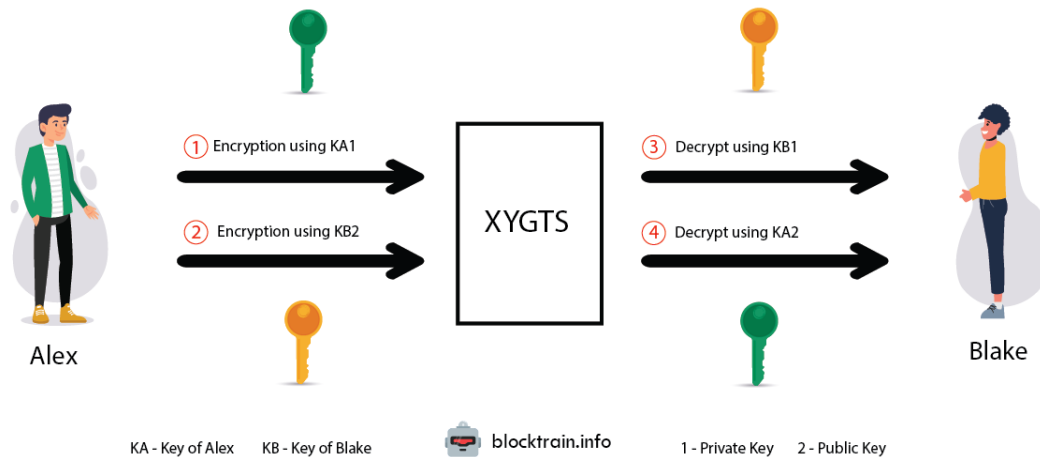 1 Encryption using KA1
3 Decrypt using KB1
XYGTS
2 Encryption using KB2
4 Decrypt using KA2
Alex
Blake
KA - Key of Alex KB - Key of Blake
blocktrain.info
1 - Private Key 2 - Public Key